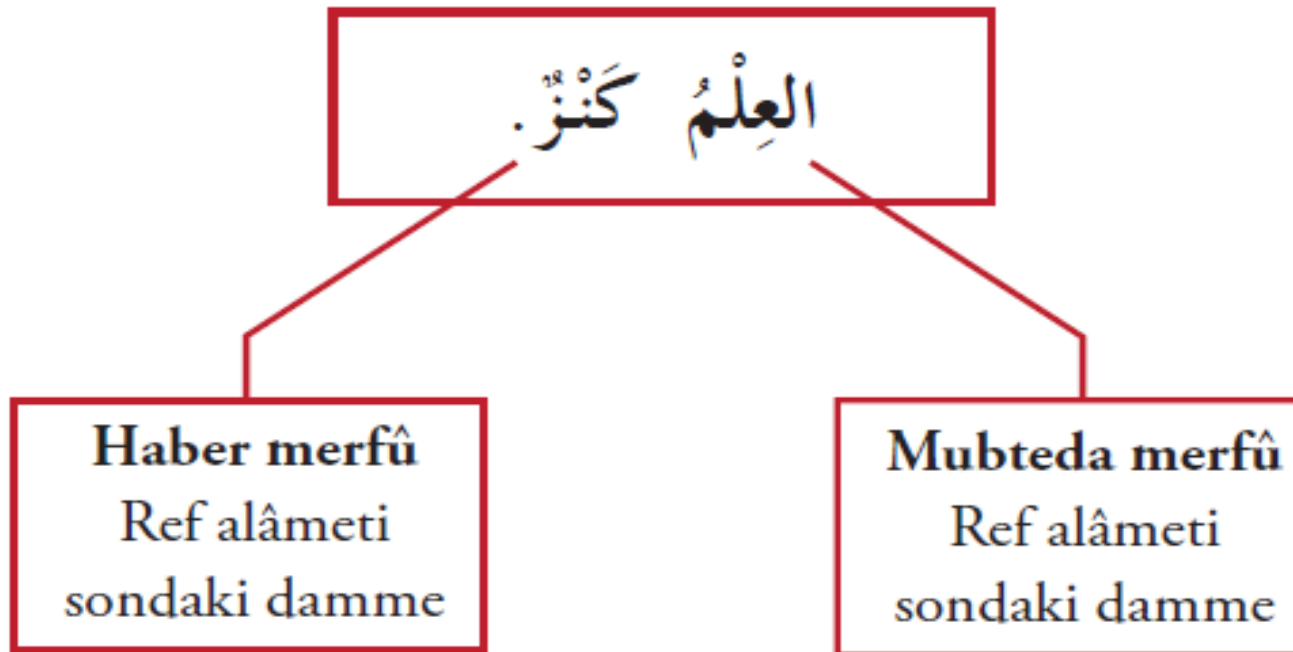 العِلْمُ كَنْزٌ.
Haber merfû
Ref alâmeti
sondaki damme
Mubteda merfû
Ref alâmeti
sondaki damme